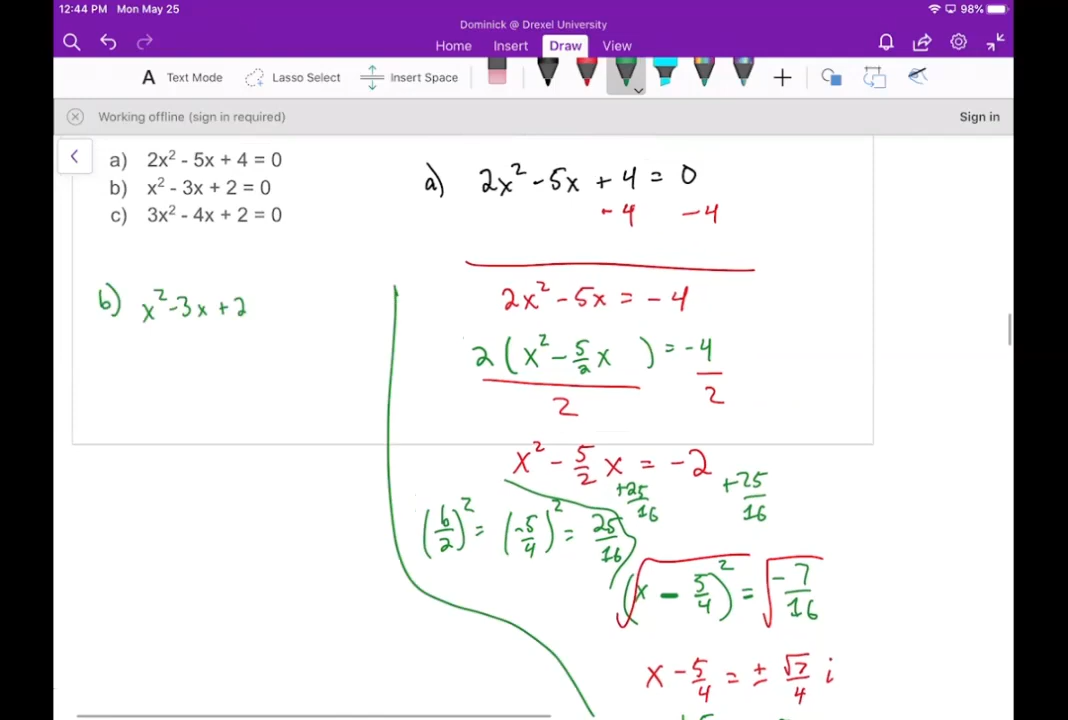 12:44 PM Mon May 25
98%
Dominick @ Drexel University
Home Insert Draw View
A Text Mode Lasso Select Insert Space
Working offline (sign in required) Sign in
a) 2x² - 5x + 4 = 0
b) x² - 3x + 2 = 0
c) 3x² - 4x + 2 = 0
b) x² - 3x + 2
a) 2x² - 5x + 4 = 0
- 4 - 4
2x² - 5x = - 4
2 ( x² - 5/2 x ) = - 4
2 2
x² - 5/2 x = - 2
+25/16 +25/16
(b/2)² = (-5/4)² = 25/16
√(x - 5/4)² = √-7/16
x - 5/4 = ± √7/4 i